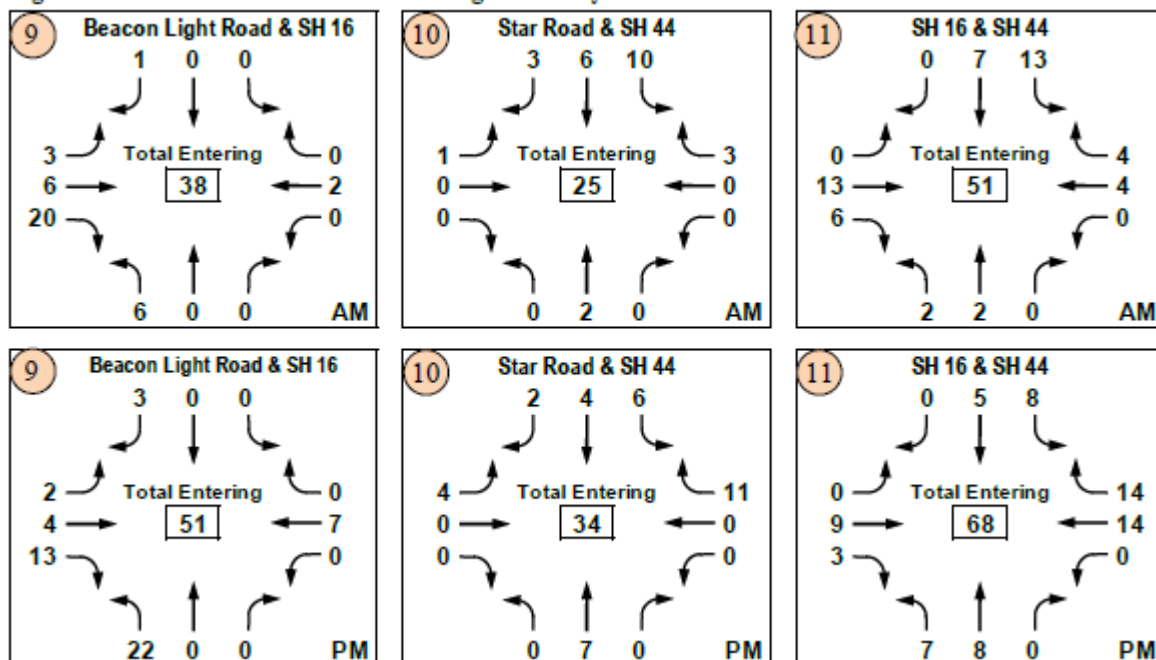 9 Beacon Light Road & SH 16
1 0 0
3 Total Entering 0
6 38 2
20 0
6 0 0 AM
10 Star Road & SH 44
3 6 10
1 Total Entering 3
0 25 0
0 0
0 2 0 AM
11 SH 16 & SH 44
0 7 13
0 Total Entering 4
13 51 4
6 0
2 2 0 AM
9 Beacon Light Road & SH 16
3 0 0
2 Total Entering 0
4 51 7
13 0
22 0 0 PM
10 Star Road & SH 44
2 4 6
4 Total Entering 11
0 34 0
0 0
0 7 0 PM
11 SH 16 & SH 44
0 5 8
0 Total Entering 14
9 68 14
3 0
7 8 0 PM